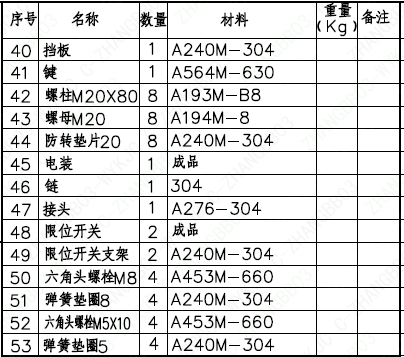 序号 名称 数量 材料 重量(Kg) 备注
40 挡板 1 A240M-304
41 键 1 A564M-630
42 螺柱M20X80 8 A193M-B8
43 螺母M20 8 A194M-8
44 防转垫片20 8 A240M-304
45 电装 1 成品
46 链 1 304
47 接头 1 A276-304
48 限位开关 2 成品
49 限位开关支架 2 A240M-304
50 六角头螺栓M8 4 A453M-660
51 弹簧垫圈8 4 A240M-304
52 六角头螺栓M5X10 4 A453M-660
53 弹簧垫圈5 4 A240M-304